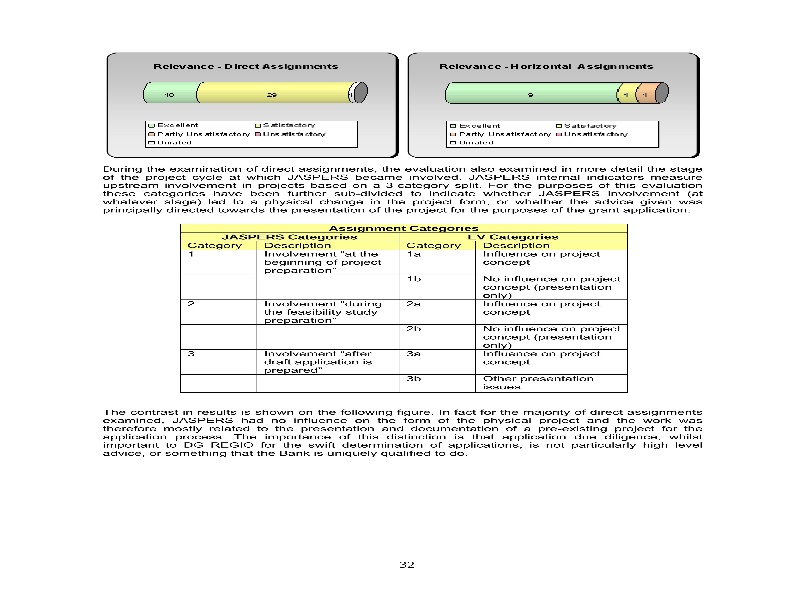 Relevance - Direct Assignments
10 29 1
Excellent Satisfactory
Partly Unsatisfactory Unsatisfactory
Unrated
Relevance - Horizontal Assignments
9 1 1
Excellent Satisfactory
Partly Unsatisfactory Unsatisfactory
Unrated
During the examination of direct assignments, the evaluation also examined in more detail the stage
of the project cycle at which JASPERS became involved. JASPERS internal indicators measure
upstream involvement in projects based on a 3 category split. For the purposes of this evaluation
these categories have been further sub-divided to indicate whether JASPERS involvement (at
whatever stage) led to a physical change in the project form, or whether the advice given was
principally directed towards the presentation of the project for the purposes of the grant application.
Assignment Categories
JASPERS Categories EV Categories
Category Description Category Description
1 Involvement "at the 1a Influence on project
beginning of project concept
preparation"
1b No influence on project
concept (presentation
only)
2 Involvement "during 2a Influence on project
the feasibility study concept
preparation"
2b No influence on project
concept (presentation
only)
3 Involvement "after 3a Influence on project
draft application is concept
prepared"
3b Other presentation
issues
The contrast in results is shown on the following figure. In fact for the majority of direct assignments
examined, JASPERS had no influence on the form of the physical project and the work was
therefore mostly related to the presentation and documentation of a pre-existing project for the
application process. The importance of this distinction is that application due diligence, whilst
important to DG REGIO for the swift determination of applications, is not particularly high level
advice, or something that the Bank is uniquely qualified to do.
32